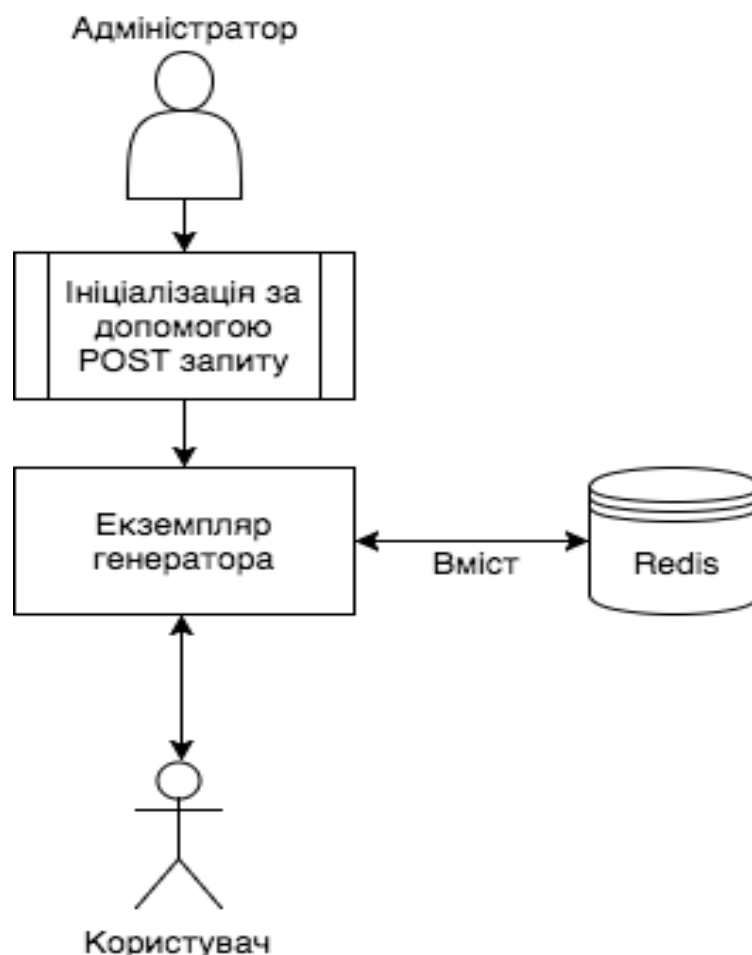 Адміністратор
Ініціалізація за
допомогою
POST запиту
Екземпляр
генератора
Вміст
Redis
Користувач